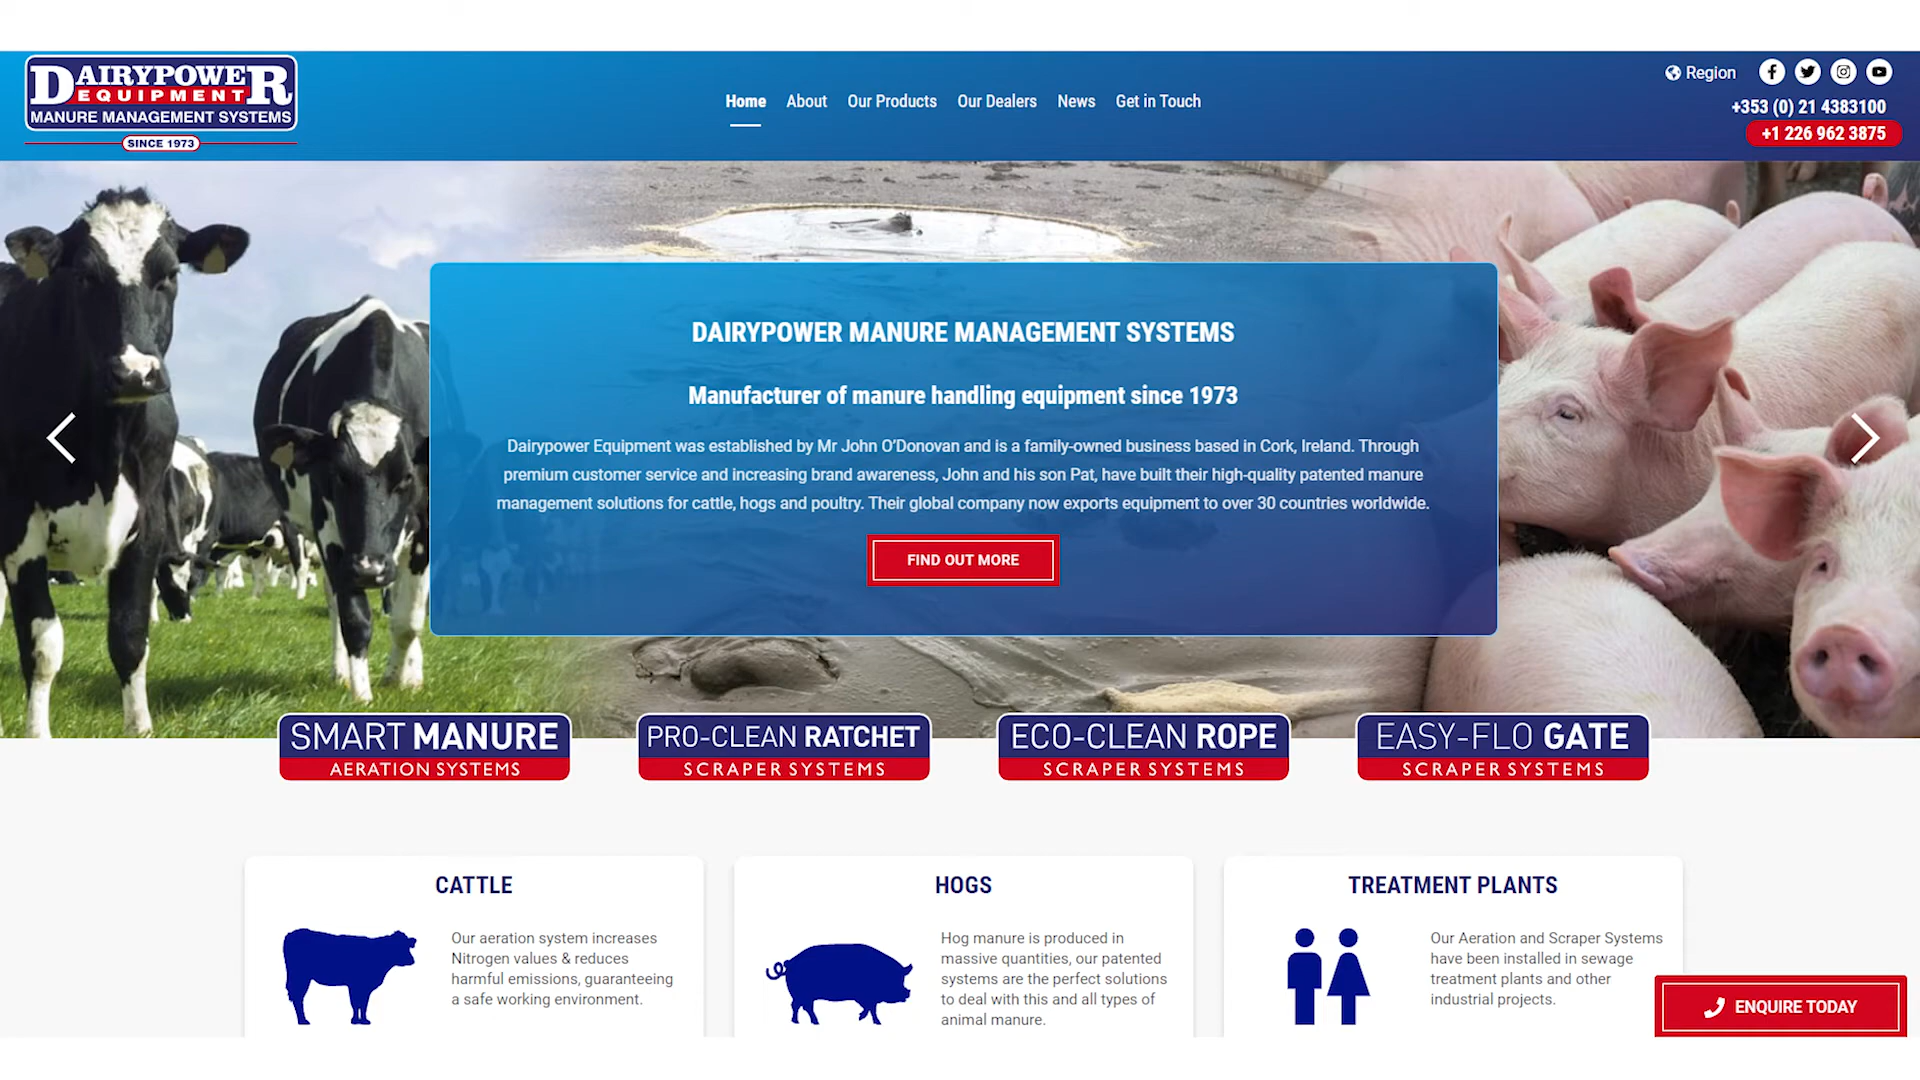 DAIRYPOWER
EQUIPMENT
MANURE MANAGEMENT SYSTEMS
SINCE 1973
Home About Our Products Our Dealers News Get in Touch
Region
+353 (0) 21 4383100
+1 226 962 3875
DAIRYPOWER MANURE MANAGEMENT SYSTEMS
Manufacturer of manure handling equipment since 1973
Dairypower Equipment was established by Mr John O'Donovan and is a family-owned business based in Cork, Ireland. Through
premium customer service and increasing brand awareness, John and his son Pat, have built their high-quality patented manure
management solutions for cattle, hogs and poultry. Their global company now exports equipment to over 30 countries worldwide.
FIND OUT MORE
SMART MANURE
AERATION SYSTEMS
PRO-CLEAN RATCHET
SCRAPER SYSTEMS
ECO-CLEAN ROPE
SCRAPER SYSTEMS
EASY-FLO GATE
SCRAPER SYSTEMS
CATTLE
Our aeration system increases
Nitrogen values & reduces
harmful emissions, guaranteeing
a safe working environment.
HOGS
Hog manure is produced in
massive quantities, our patented
systems are the perfect solutions
to deal with this and all types of
animal manure.
TREATMENT PLANTS
Our Aeration and Scraper Systems
have been installed in sewage
treatment plants and other
industrial projects.
ENQUIRE TODAY